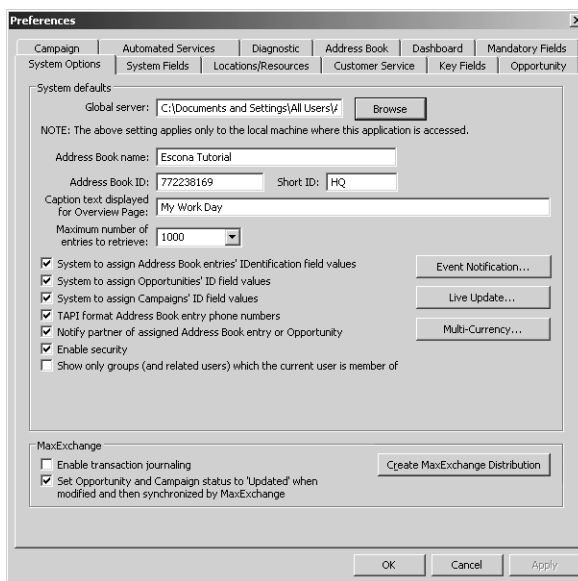 Preferences
Campaign Automated Services Diagnostic Address Book Dashboard Mandatory Fields
System Options System Fields Locations/Resources Customer Service Key Fields Opportunity
System defaults
Global server: C:\Documents and Settings\All Users\A Browse
NOTE: The above setting applies only to the local machine where this application is accessed.
Address Book name: Escona Tutorial
Address Book ID: 772238169 Short ID: HQ
Caption text displayed
for Overview Page: My Work Day
Maximum number of
entries to retrieve: 1000
System to assign Address Book entries' IDentification field values
Event Notification...
System to assign Opportunities' ID field values
System to assign Campaigns' ID field values
Live Update...
TAPI format Address Book entry phone numbers
Notify partner of assigned Address Book entry or Opportunity
Multi-Currency...
Enable security
Show only groups (and related users) which the current user is member of
MaxExchange
Enable transaction journaling
Create MaxExchange Distribution
Set Opportunity and Campaign status to 'Updated' when
modified and then synchronized by MaxExchange
OK Cancel Apply